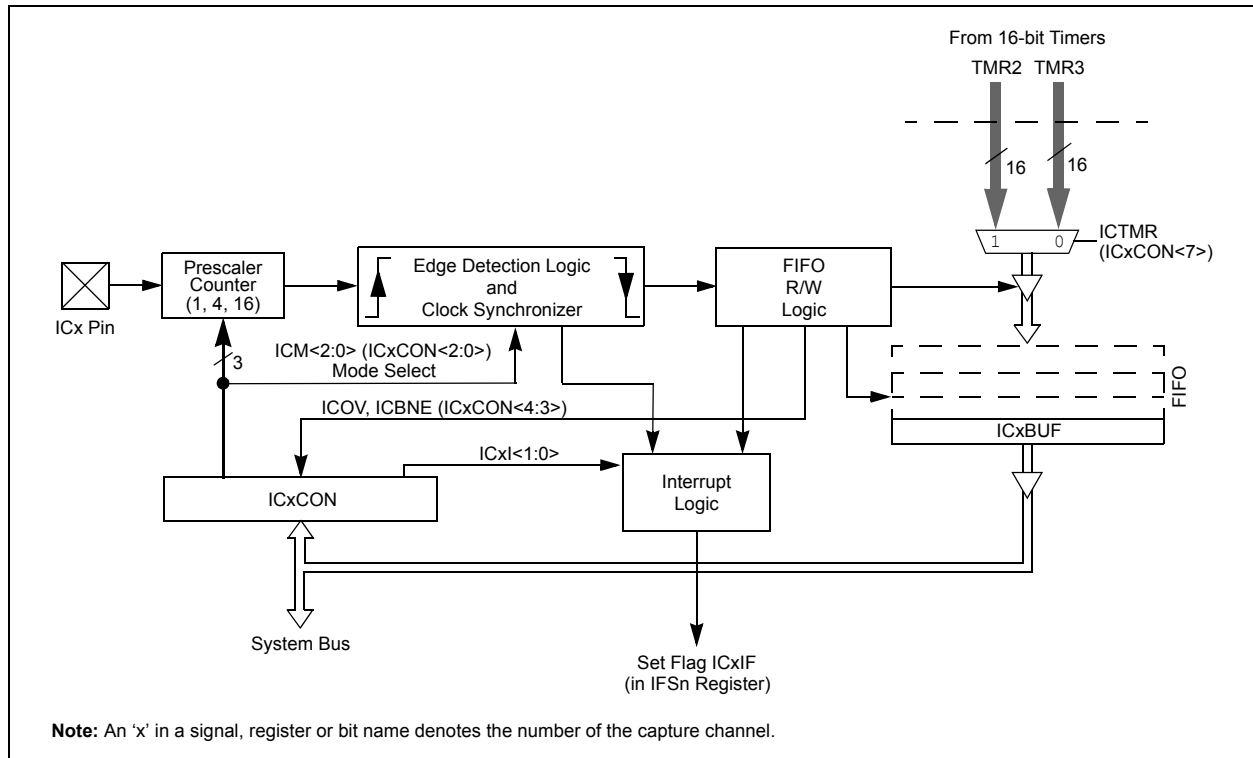 From 16-bit Timers
TMR2 TMR3
16 16
1 0
ICTMR
(ICxCON<7>)
Prescaler
Counter
(1, 4, 16)
Edge Detection Logic
and
Clock Synchronizer
FIFO
R/W
Logic
ICx Pin
3
ICM<2:0> (ICxCON<2:0>)
Mode Select
FIFO
ICOV, ICBNE (ICxCON<4:3>)
ICxBUF
ICxI<1:0>
Interrupt
Logic
ICxCON
System Bus
Set Flag ICxIF
(in IFSn Register)
Note: An ‘x’ in a signal, register or bit name denotes the number of the capture channel.